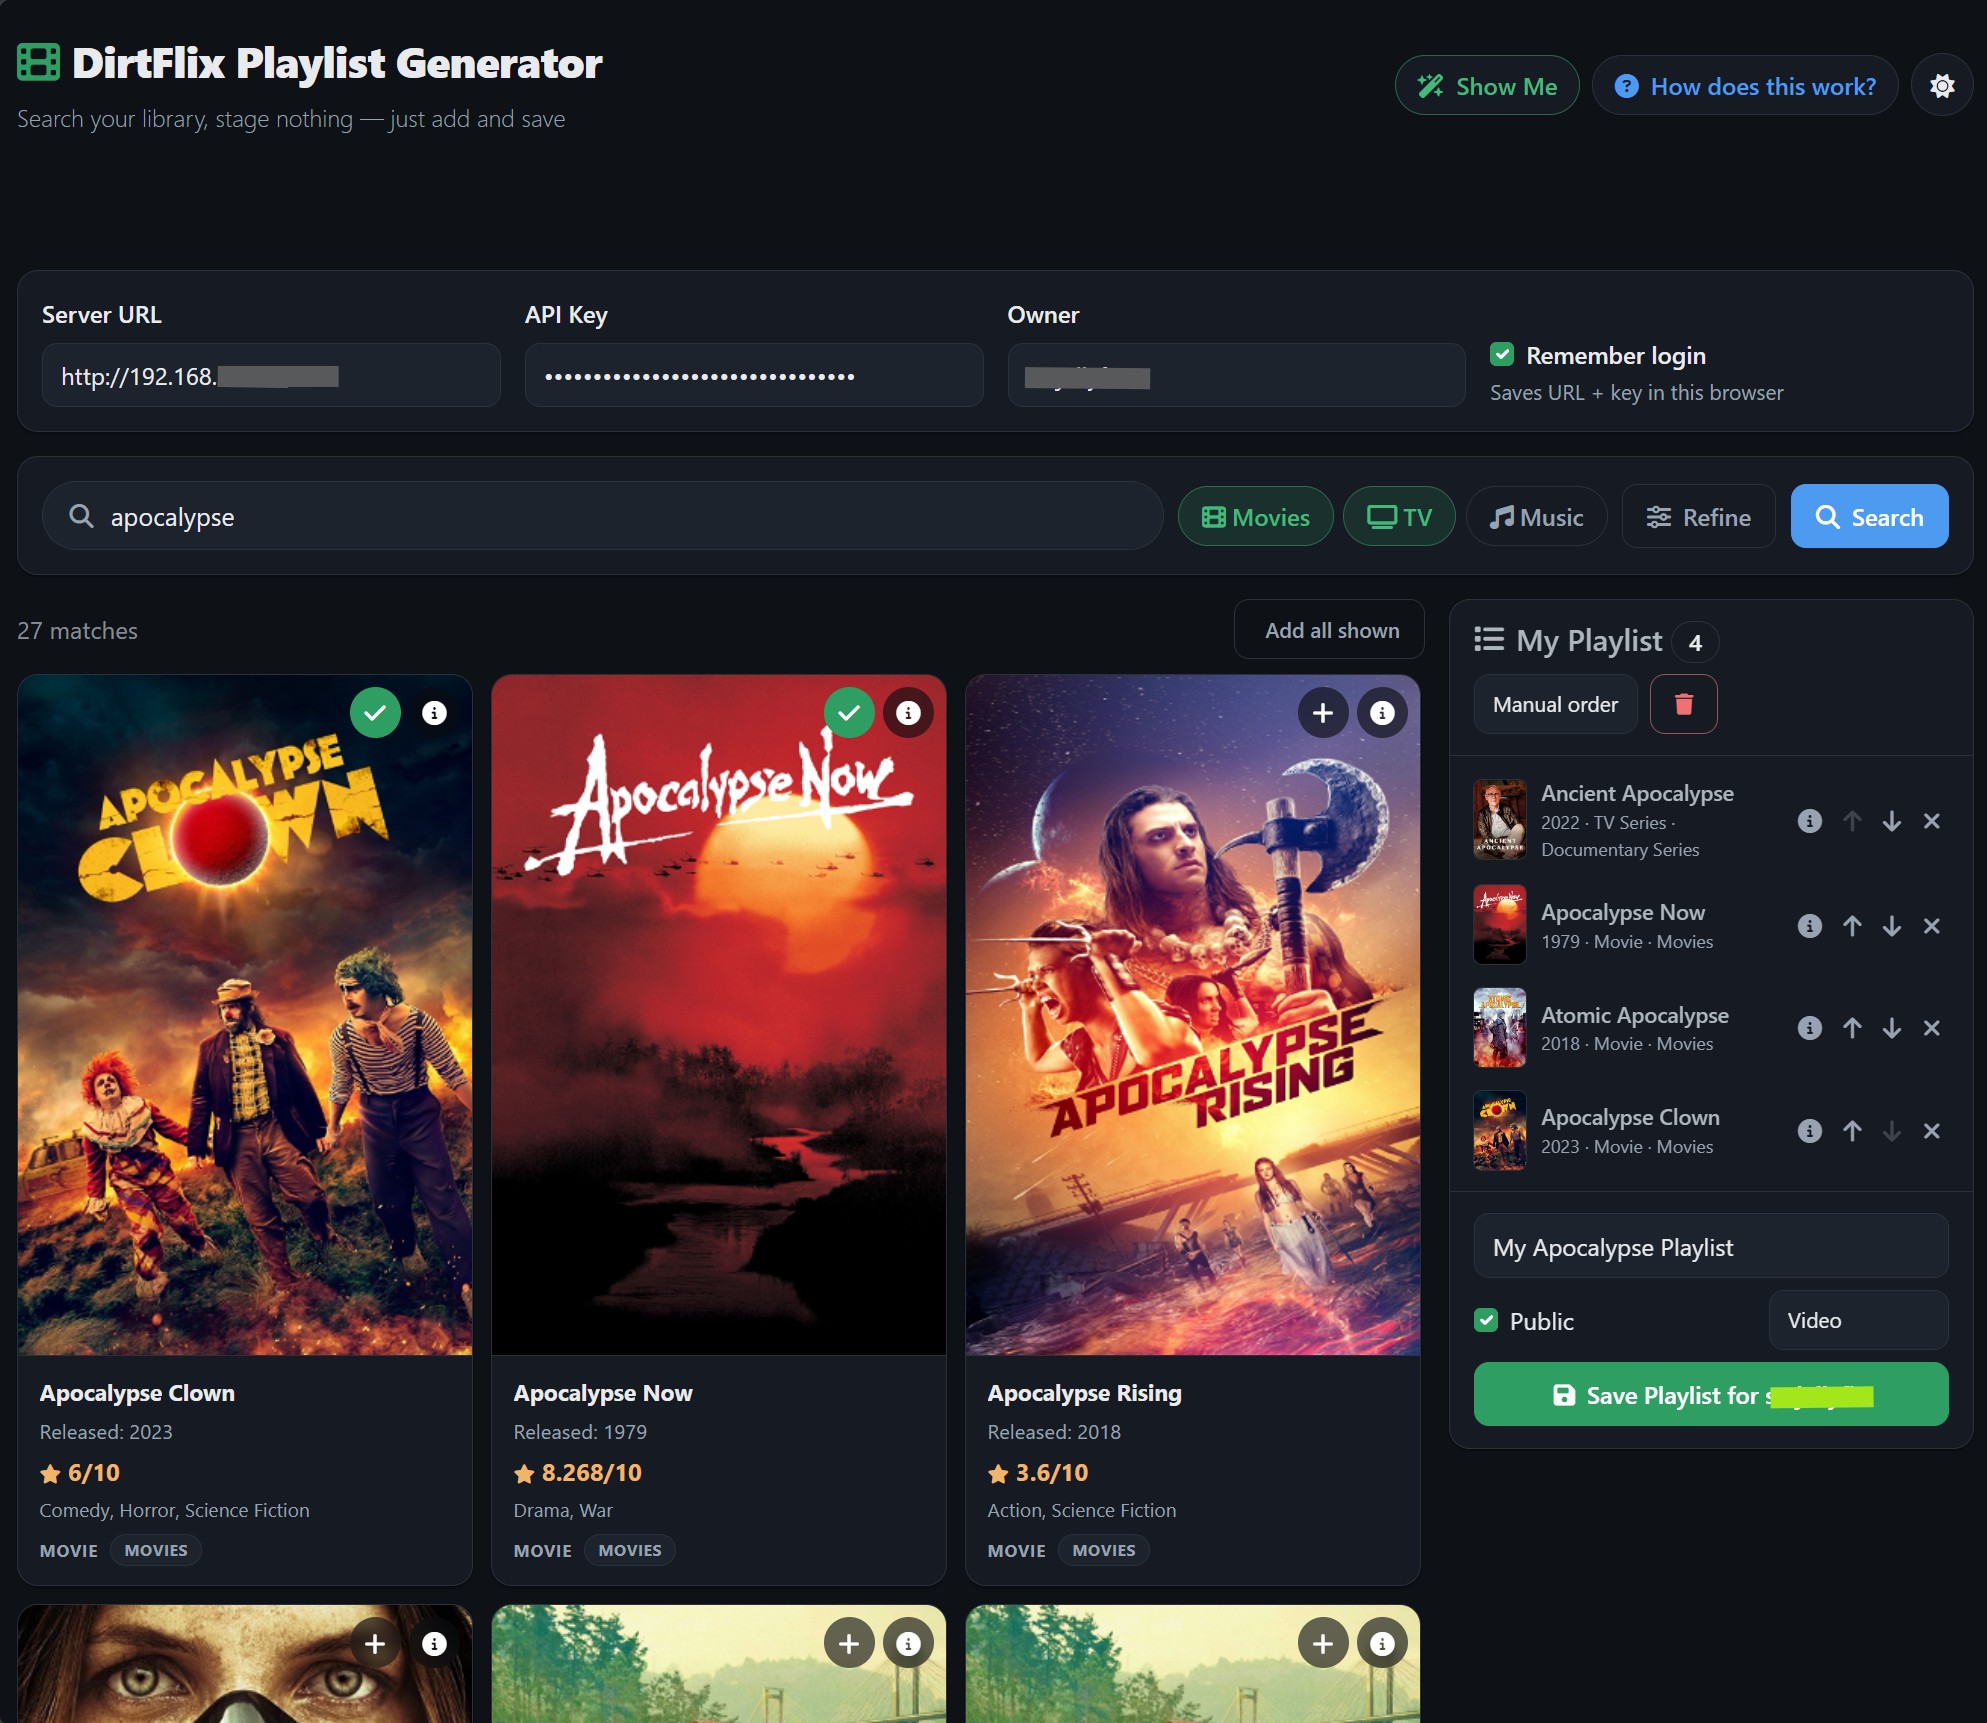 DirtFlix Playlist Generator
Search your library, stage nothing — just add and save
Show Me
How does this work?
Server URL
API Key
Owner
http://192.168.
Remember login
Saves URL + key in this browser
apocalypse
Movies
TV
Music
Refine
Search
27 matches
Add all shown
My Playlist 4
Manual order
APOCALYPSE
CLOWN
Apocalypse Now
APOCALYPSE
RISING
Ancient Apocalypse
2022 · TV Series ·
Documentary Series
ANCIENT
APOCALYPSE
Apocalypse Now
1979 · Movie · Movies
Atomic Apocalypse
2018 · Movie · Movies
Apocalypse Clown
2023 · Movie · Movies
My Apocalypse Playlist
Public
Video
Save Playlist for
Apocalypse Clown
Released: 2023
6/10
Comedy, Horror, Science Fiction
MOVIE MOVIES
Apocalypse Now
Released: 1979
8.268/10
Drama, War
MOVIE MOVIES
Apocalypse Rising
Released: 2018
3.6/10
Action, Science Fiction
MOVIE MOVIES